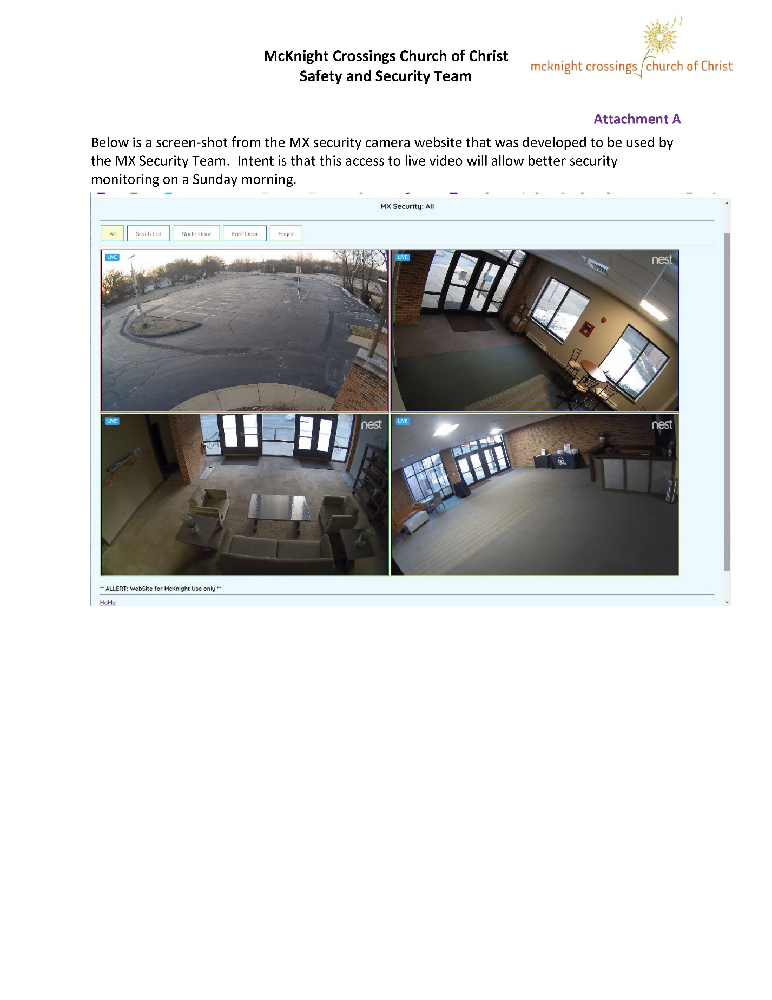 McKnight Crossings Church of Christ
Safety and Security Team
mcknight crossings church of Christ
Attachment A
Below is a screen-shot from the MX security camera website that was developed to be used by
the MX Security Team.  Intent is that this access to live video will allow better security
monitoring on a Sunday morning.
MX Security: All
All
South Lot
North Door
East Door
Foyer
LIVE
LIVE
nest
LIVE
nest
LIVE
nest
** ALLERT: WebSite for McKnight Use only **
HoMe